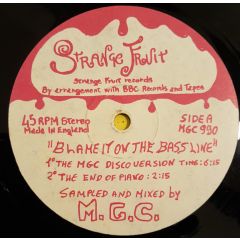 STRANGE FRUIT
Strange Fruit records
By arrangement with BBC Records and Tapes
45 RPM Stereo
Made in England
SIDE A
MGC 990
"BLAME IT ON THE BASS LINE"
1° THE MGC DISCO VERSION TIME: 6:15
2° THE END OF PIANO: 2:15
SAMPLED AND MIXED by
M.G.C.